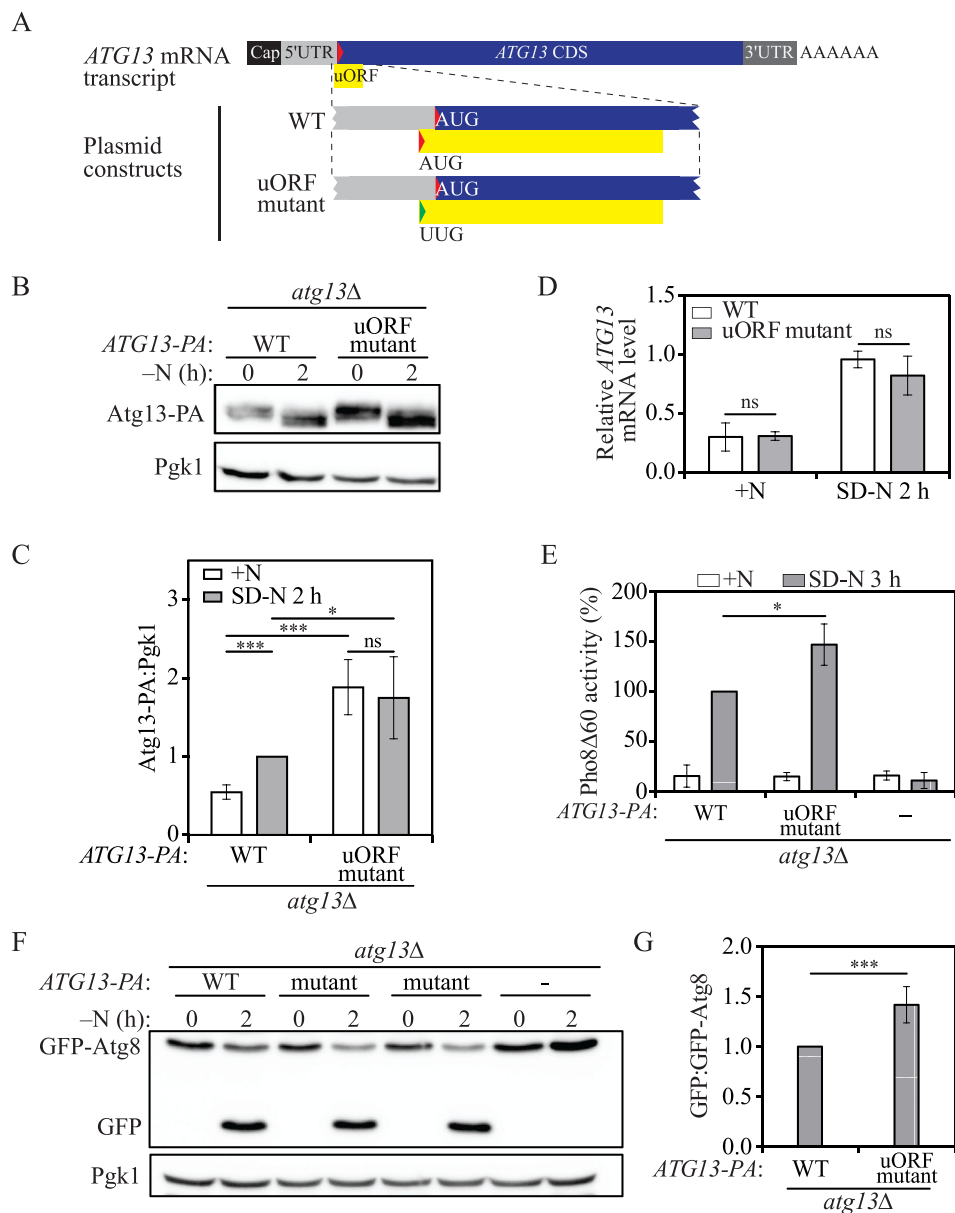 A
ATG13 mRNA transcript
Cap 5'UTR ATG13 CDS 3'UTR AAAAAA
uORF
Plasmid constructs
WT
AUG
AUG
uORF mutant
AUG
UUG
B
atg13Δ
ATG13-PA: WT uORF mutant
–N (h): 0 2 0 2
Atg13-PA
Pgk1
C
Atg13-PA:Pgk1
+N
SD-N 2 h
3
2
1
0
*
***
***
ns
ATG13-PA: WT uORF mutant
atg13Δ
D
Relative ATG13 mRNA level
WT
uORF mutant
1.5
1.0
0.5
0.0
ns
ns
+N SD-N 2 h
E
+N SD-N 3 h
Pho8Δ60 activity (%)
200
150
100
50
0
*
ATG13-PA: WT uORF mutant –
atg13Δ
F
atg13Δ
ATG13-PA: WT mutant mutant -
–N (h): 0 2 0 2 0 2 0 2
GFP-Atg8
GFP
Pgk1
G
GFP:GFP-Atg8
2.0
1.5
1.0
0.5
0.0
***
ATG13-PA: WT uORF mutant
atg13Δ